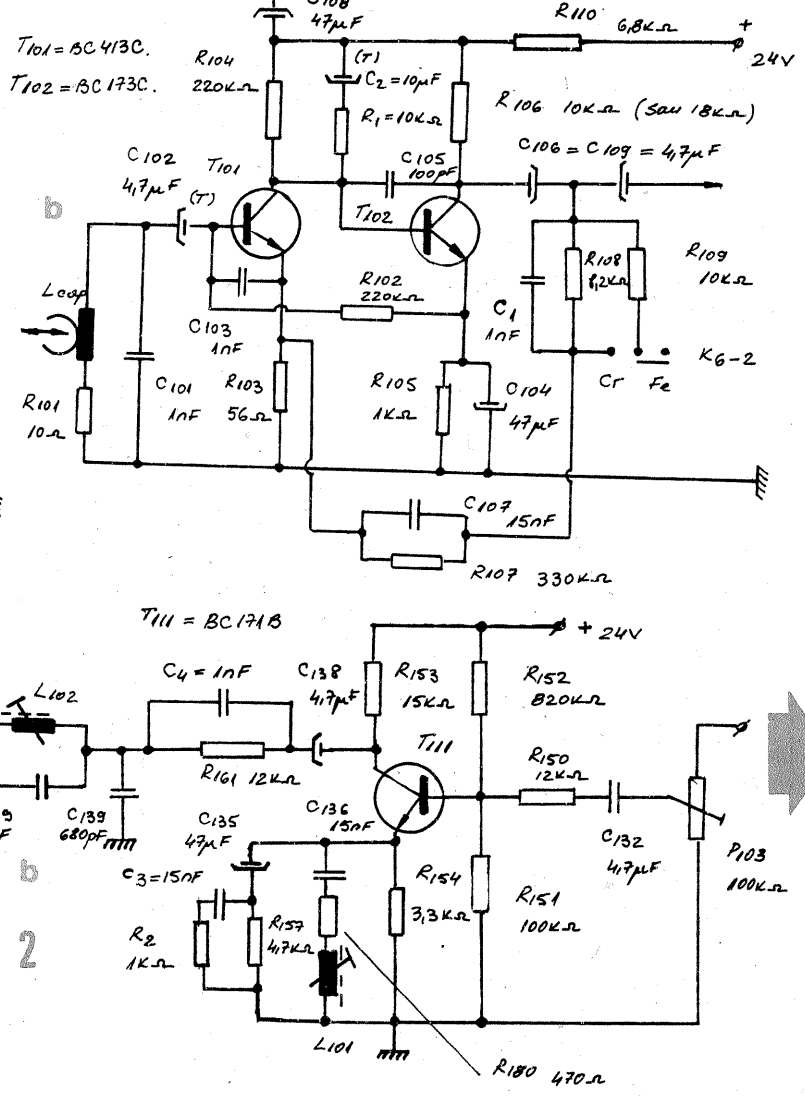 C108
47µF
R110
6,8KΩ
+
24V
T101 = BC413C.
T102 = BC173C.
R104
220KΩ
(T)
C2 = 10µF
R1 = 10KΩ
R106 10KΩ (sau 18KΩ)
C106 = C109 = 4,7µF
C102
4,7µF
(T)
T101
C105
100pF
b
T102
Lcap
R102
220KΩ
R108
8,2KΩ
R109
10KΩ
C103
1nF
C1
1nF
C101
1nF
R103
56Ω
R105
1KΩ
C104
47µF
Cr
Fe
K6-2
R101
10Ω
C107
15nF
R107 330KΩ
T111 = BC171B
+ 24V
L102
C4 = 1nF
C138
4,7µF
R153
15KΩ
R152
820KΩ
T111
R161 12KΩ
R150
12KΩ
C139
680pF
C135
47µF
C136
15nF
C132
4,7µF
P103
100KΩ
b
C3 = 15nF
R154
3,3KΩ
R151
100KΩ
2
R2
1KΩ
R157
4,7KΩ
L101
R180 470Ω